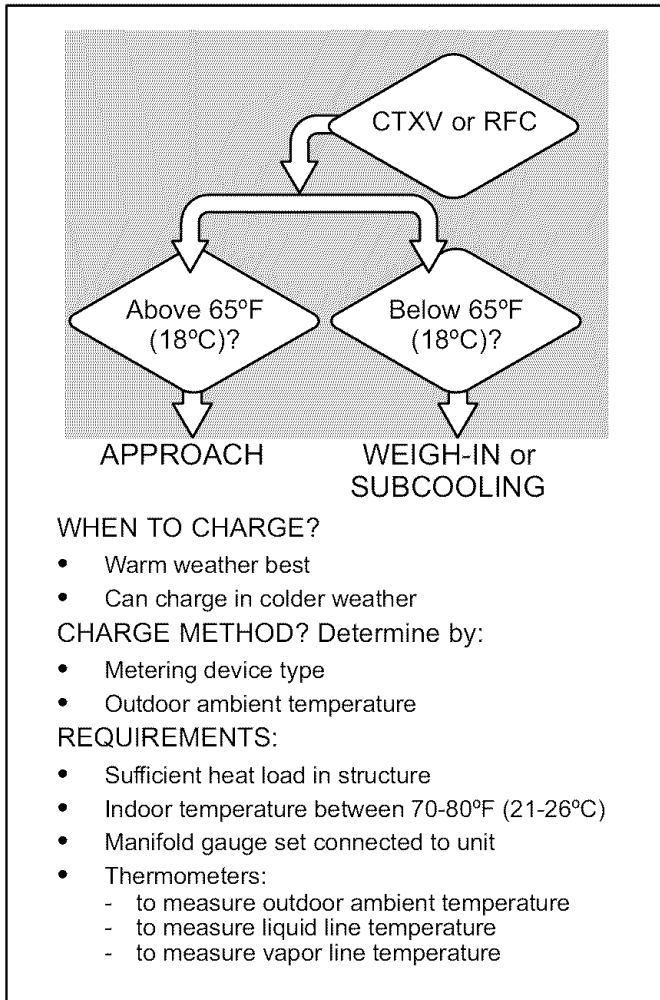 CTXV or RFC
Above 65ºF
(18ºC)?
Below 65ºF
(18ºC)?
APPROACH
WEIGH-IN or
SUBCOOLING
WHEN TO CHARGE?
• Warm weather best
• Can charge in colder weather
CHARGE METHOD? Determine by:
• Metering device type
• Outdoor ambient temperature
REQUIREMENTS:
• Sufficient heat load in structure
• Indoor temperature between 70-80ºF (21-26ºC)
• Manifold gauge set connected to unit
• Thermometers:
- to measure outdoor ambient temperature
- to measure liquid line temperature
- to measure vapor line temperature